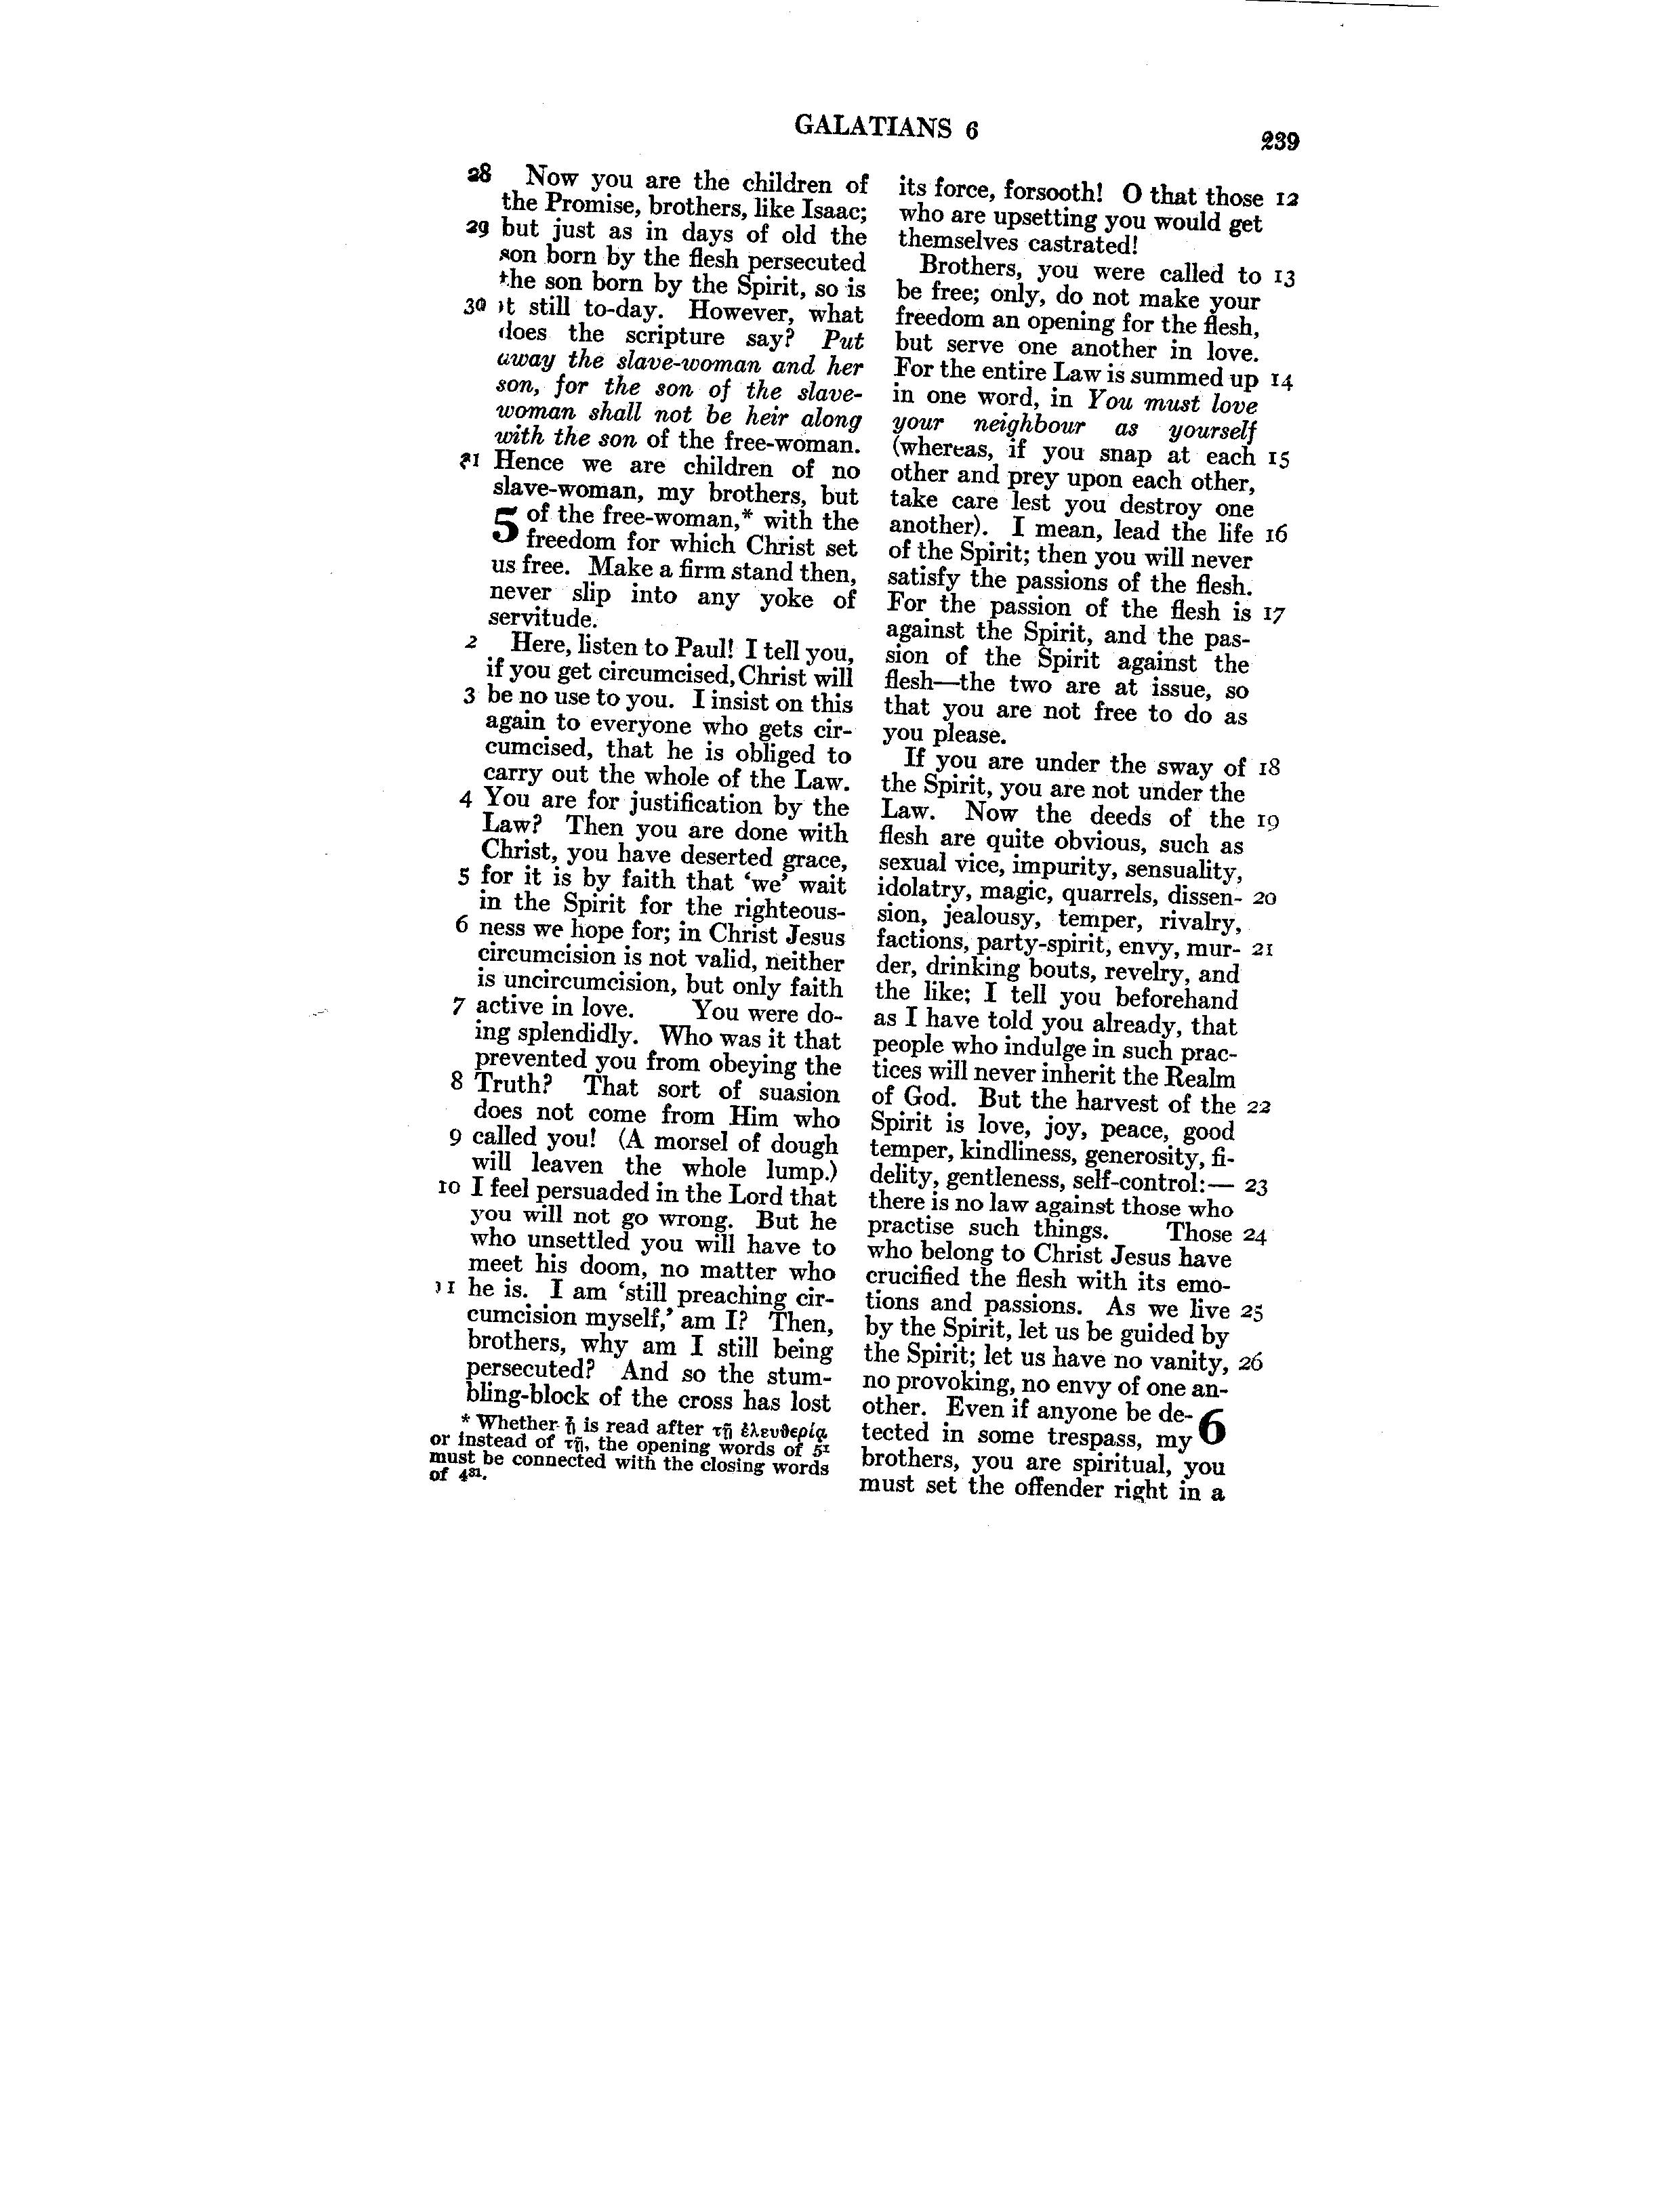 GALATIANS 6
239
28 Now you are the children of
the Promise, brothers, like Isaac;
29 but just as in days of old the
son born by the flesh persecuted
the son born by the Spirit, so is
30 it still to-day. However, what
does the scripture say? Put
away the slave-woman and her
son, for the son of the slave-
woman shall not be heir along
with the son of the free-woman.
31 Hence we are children of no
slave-woman, my brothers, but
5 of the free-woman,* with the
freedom for which Christ set
us free. Make a firm stand then,
never slip into any yoke of
servitude.
2 Here, listen to Paul! I tell you,
if you get circumcised, Christ will
3 be no use to you. I insist on this
again to everyone who gets cir-
cumcised, that he is obliged to
carry out the whole of the Law.
4 You are for justification by the
Law? Then you are done with
Christ, you have deserted grace,
5 for it is by faith that ‘we’ wait
in the Spirit for the righteous-
6 ness we hope for; in Christ Jesus
circumcision is not valid, neither
is uncircumcision, but only faith
7 active in love. You were do-
ing splendidly. Who was it that
prevented you from obeying the
8 Truth? That sort of suasion
does not come from Him who
9 called you! (A morsel of dough
will leaven the whole lump.)
10 I feel persuaded in the Lord that
you will not go wrong. But he
who unsettled you will have to
meet his doom, no matter who
11 he is. I am ‘still preaching cir-
cumcision myself,’ am I? Then,
brothers, why am I still being
persecuted? And so the stum-
bling-block of the cross has lost
* Whether ᾗ is read after τῇ ἐλευθερίᾳ
or instead of τῇ, the opening words of 5¹
must be connected with the closing words
of 4³¹.
its force, forsooth! O that those 12
who are upsetting you would get
themselves castrated!
Brothers, you were called to 13
be free; only, do not make your
freedom an opening for the flesh,
but serve one another in love.
For the entire Law is summed up 14
in one word, in You must love
your neighbour as yourself
(whereas, if you snap at each 15
other and prey upon each other,
take care lest you destroy one
another). I mean, lead the life 16
of the Spirit; then you will never
satisfy the passions of the flesh.
For the passion of the flesh is 17
against the Spirit, and the pas-
sion of the Spirit against the
flesh—the two are at issue, so
that you are not free to do as
you please.
If you are under the sway of 18
the Spirit, you are not under the
Law. Now the deeds of the 19
flesh are quite obvious, such as
sexual vice, impurity, sensuality,
idolatry, magic, quarrels, dissen- 20
sion, jealousy, temper, rivalry,
factions, party-spirit, envy, mur- 21
der, drinking bouts, revelry, and
the like; I tell you beforehand
as I have told you already, that
people who indulge in such prac-
tices will never inherit the Realm
of God. But the harvest of the 22
Spirit is love, joy, peace, good
temper, kindliness, generosity, fi-
delity, gentleness, self-control:— 23
there is no law against those who
practise such things. Those 24
who belong to Christ Jesus have
crucified the flesh with its emo-
tions and passions. As we live 25
by the Spirit, let us be guided by
the Spirit; let us have no vanity, 26
no provoking, no envy of one an-
other. Even if anyone be de- 6
tected in some trespass, my
brothers, you are spiritual, you
must set the offender right in a